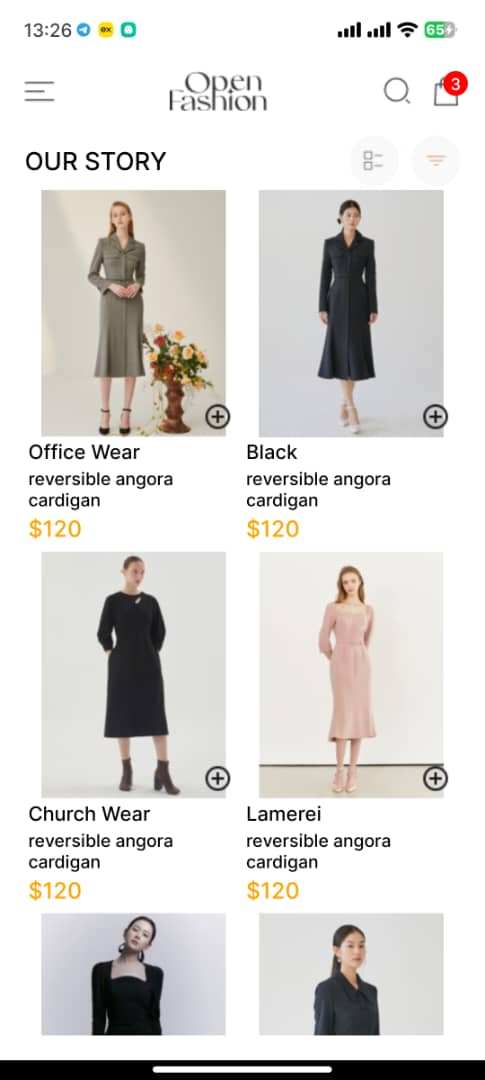 13:26
ex
65
Open
Fashion
3
OUR STORY
Office Wear
reversible angora
cardigan
$120
Black
reversible angora
cardigan
$120
Church Wear
reversible angora
cardigan
$120
Lamerei
reversible angora
cardigan
$120